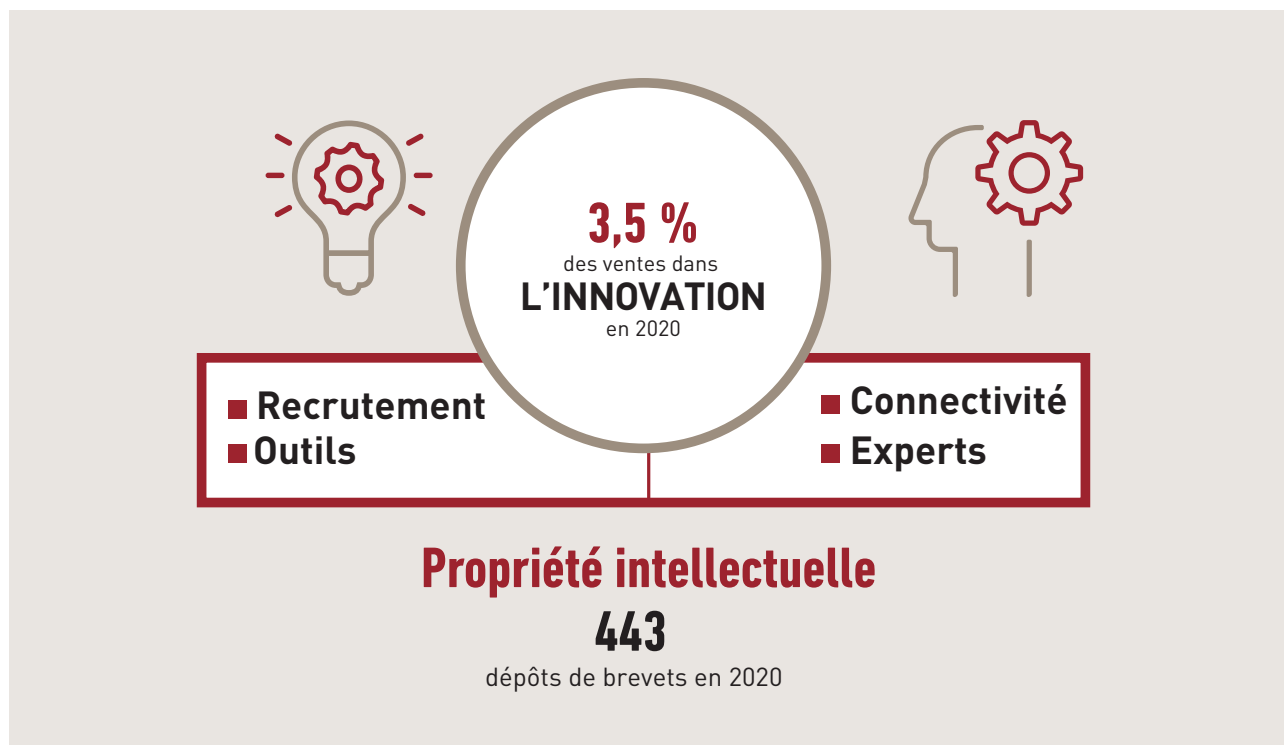 3,5 %
des ventes dans
L’INNOVATION
en 2020
Recrutement
Outils
Connectivité
Experts
Propriété intellectuelle
443
dépôts de brevets en 2020